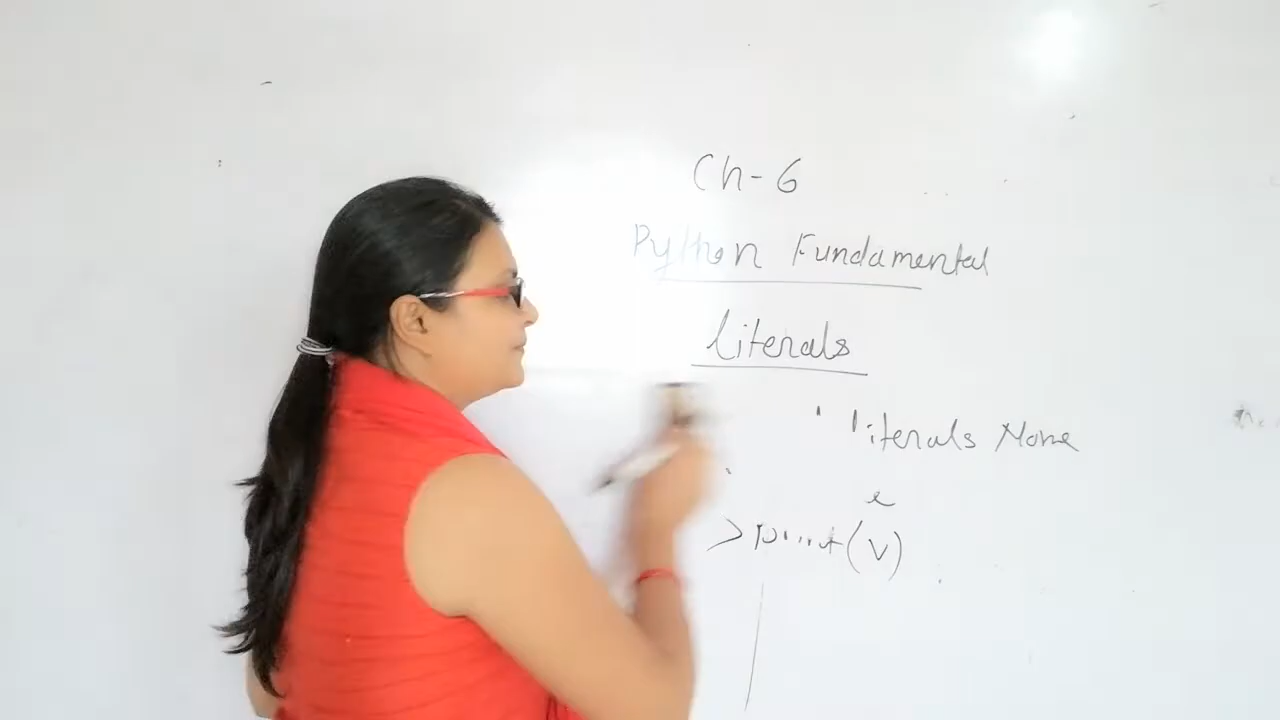 Ch-6
Python Fundamental
literals
literals None
e
>print(v)